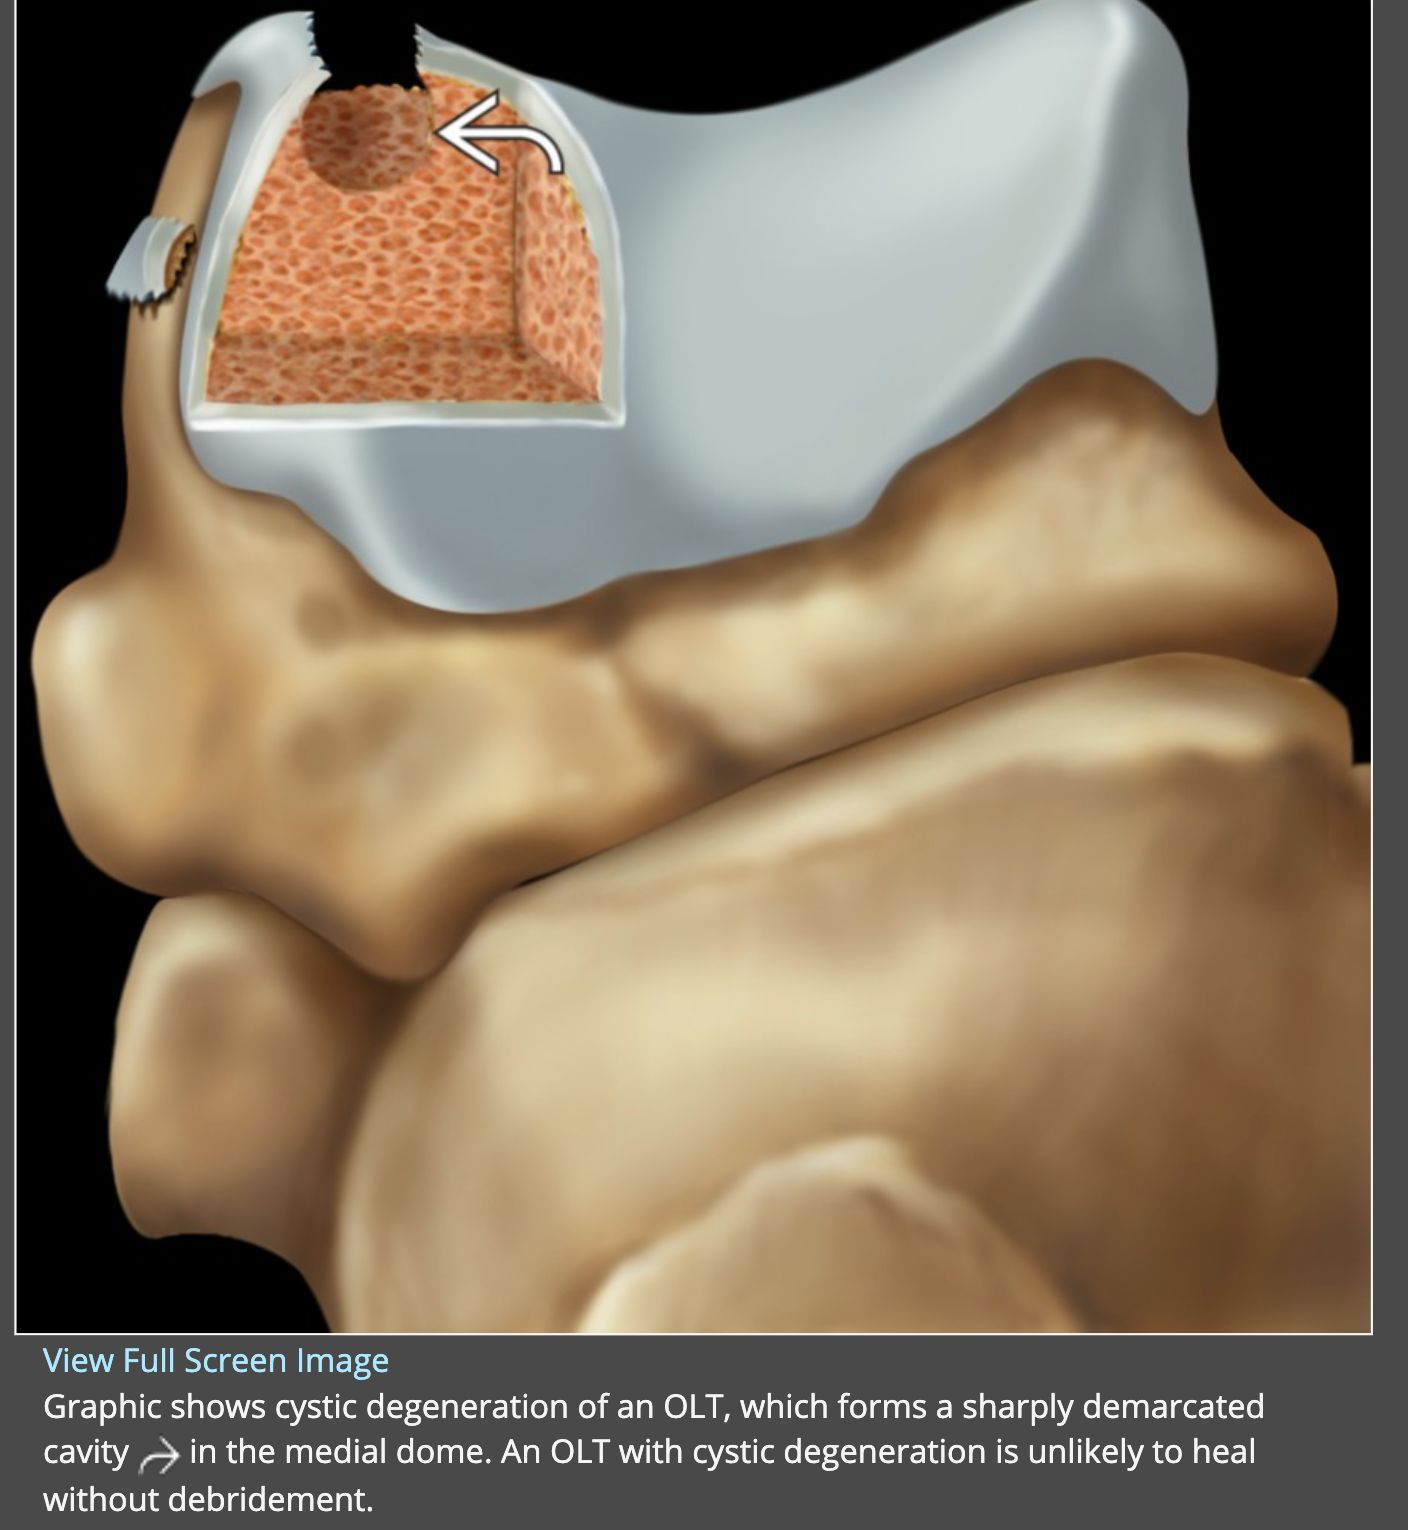 View Full Screen Image
Graphic shows cystic degeneration of an OLT, which forms a sharply demarcated
cavity in the medial dome. An OLT with cystic degeneration is unlikely to heal
without debridement.